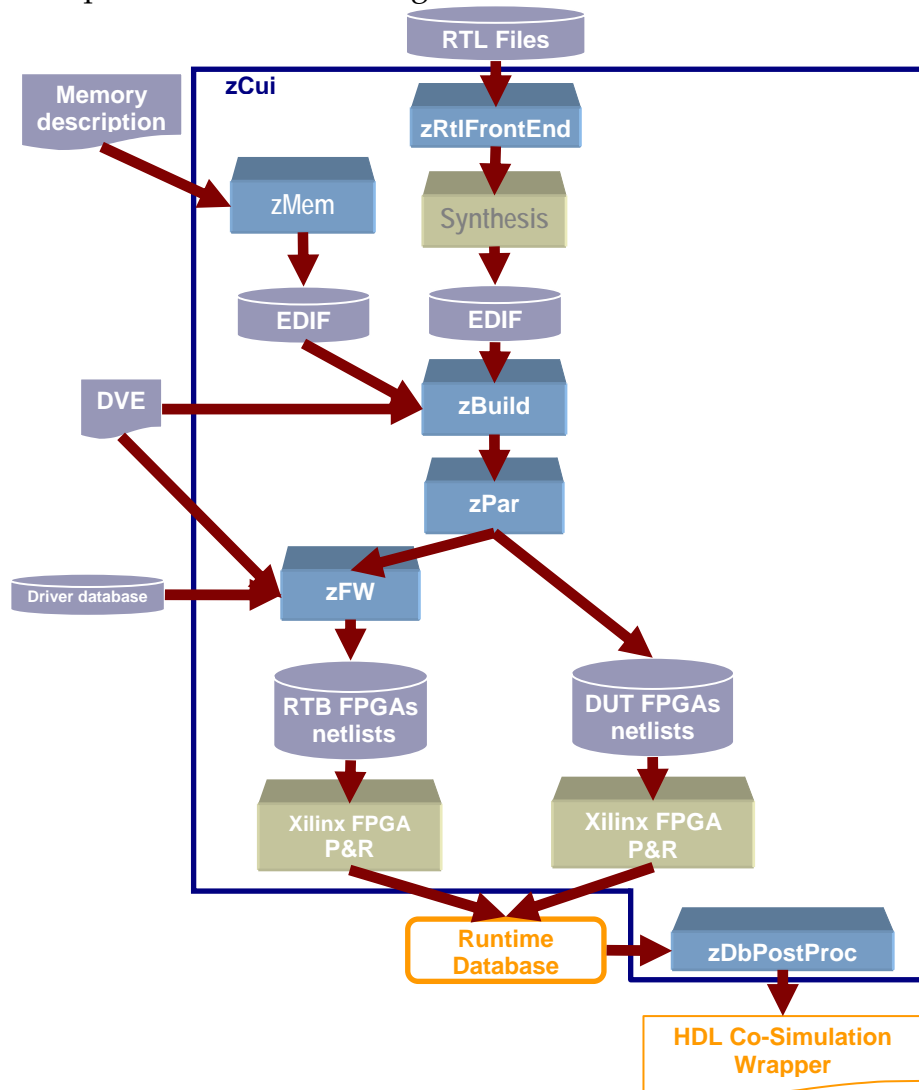 RTL Files
zCui
Memory
description
zRtlFrontEnd
zMem
Synthesis
EDIF
EDIF
DVE
zBuild
zPar
Driver database
zFW
RTB FPGAs
netlists
DUT FPGAs
netlists
Xilinx FPGA
P&R
Xilinx FPGA
P&R
Runtime
Database
zDbPostProc
HDL Co-Simulation
Wrapper